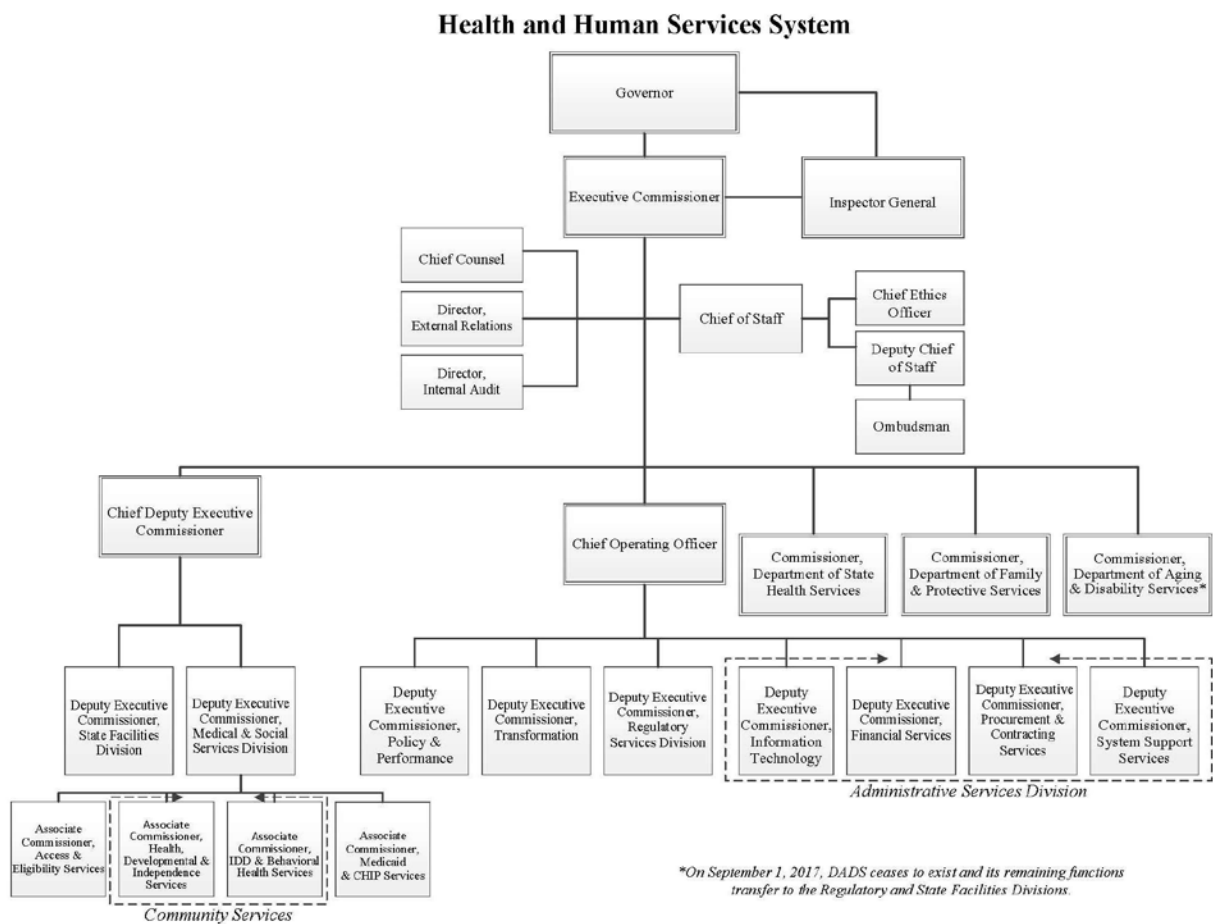 Health and Human Services System
Governor
Executive Commissioner
Inspector General
Chief Counsel
Director,
External Relations
Director,
Internal Audit
Chief of Staff
Chief Ethics
Officer
Deputy Chief
of Staff
Ombudsman
Chief Deputy Executive
Commissioner
Chief Operating Officer
Commissioner,
Department of State
Health Services
Commissioner,
Department of Family
& Protective Services
Commissioner,
Department of Aging
& Disability Services*
Deputy Executive
Commissioner,
State Facilities
Division
Deputy Executive
Commissioner,
Medical & Social
Services Division
Deputy
Executive
Commissioner,
Policy &
Performance
Deputy
Executive
Commissioner,
Transformation
Deputy
Executive
Commissioner,
Regulatory
Services Division
Deputy
Executive
Commissioner,
Information
Technology
Deputy
Executive
Commissioner,
Financial Services
Deputy Executive
Commissioner,
Procurement &
Contracting
Services
Deputy
Executive
Commissioner,
System Support
Services
Administrative Services Division
Associate
Commissioner,
Access &
Eligibility Services
Associate
Commissioner,
Health,
Developmental &
Independence
Services
Associate
Commissioner,
IDD & Behavioral
Health Services
Associate
Commissioner,
Medicaid
& CHIP Services
Community Services
*On September 1, 2017, DADS ceases to exist and its remaining functions
transfer to the Regulatory and State Facilities Divisions.